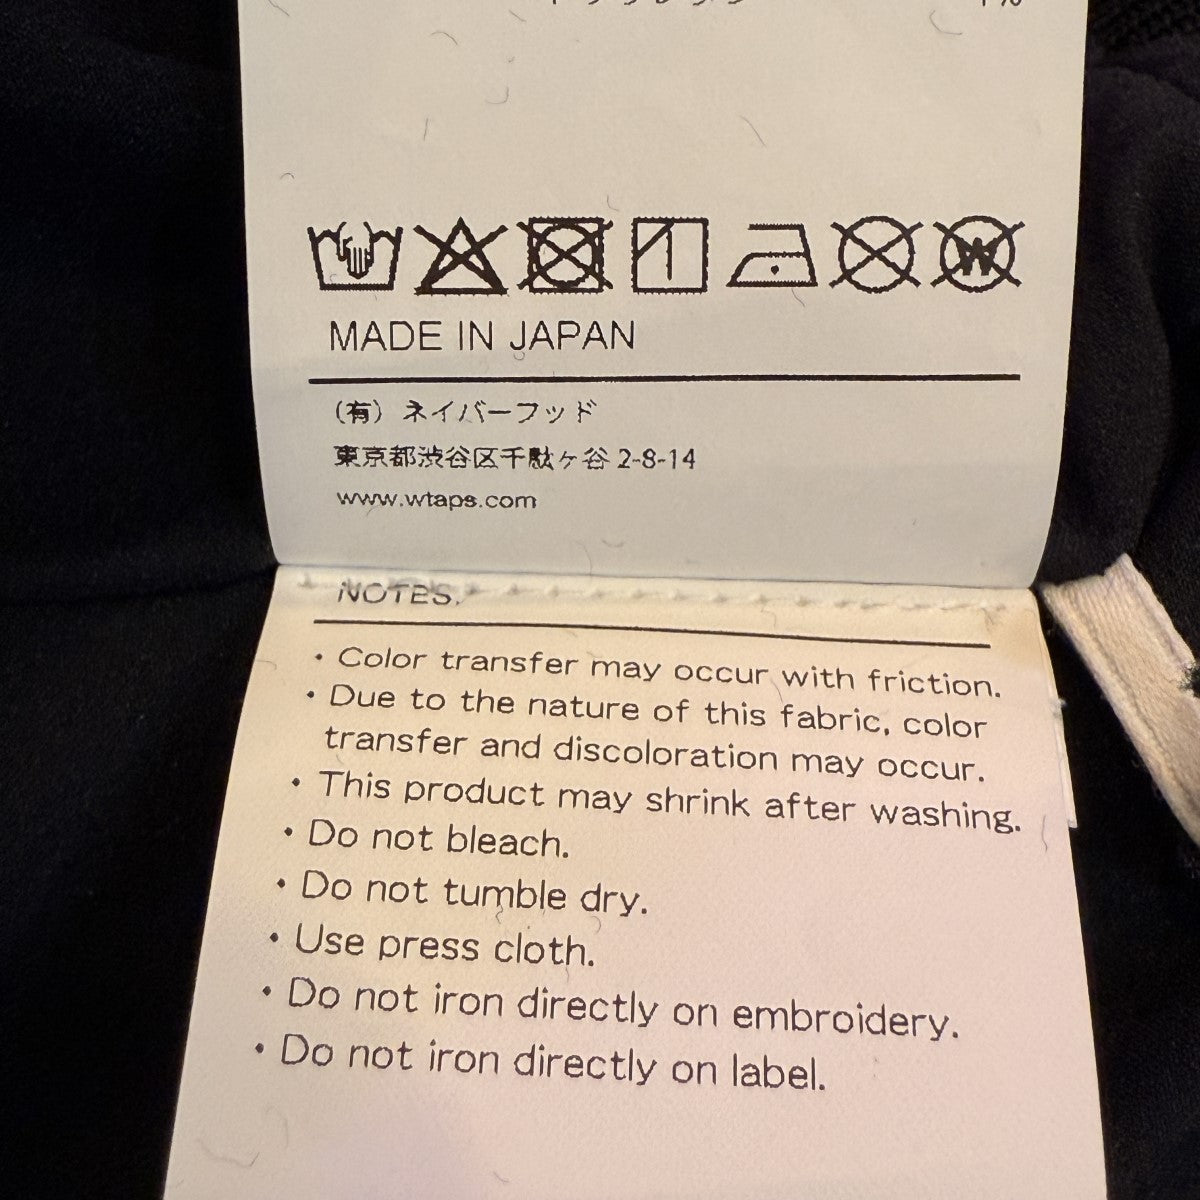 MADE IN JAPAN
(有) ネイバーフッド
東京都渋谷区千駄ヶ谷 2-8-14
www.wtaps.com
NOTES.
・Color transfer may occur with friction.
・Due to the nature of this fabric, color
transfer and discoloration may occur.
・This product may shrink after washing.
・Do not bleach.
・Do not tumble dry.
・Use press cloth.
・Do not iron directly on embroidery.
・Do not iron directly on label.